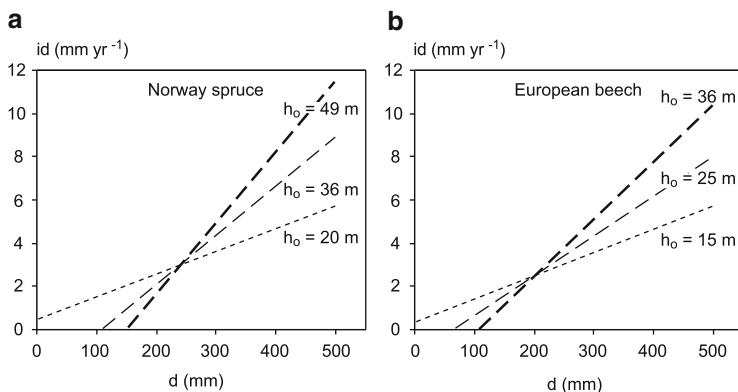 a
id (mm yr -1)
12
10
8
6
4
2
0
Norway spruce
ho = 49 m
ho = 36 m
ho = 20 m
0 100 200 300 400 500
d (mm)
b
id (mm yr -1)
12
10
8
6
4
2
0
European beech
ho = 36 m
ho = 25 m
ho = 15 m
0 100 200 300 400 500
d (mm)